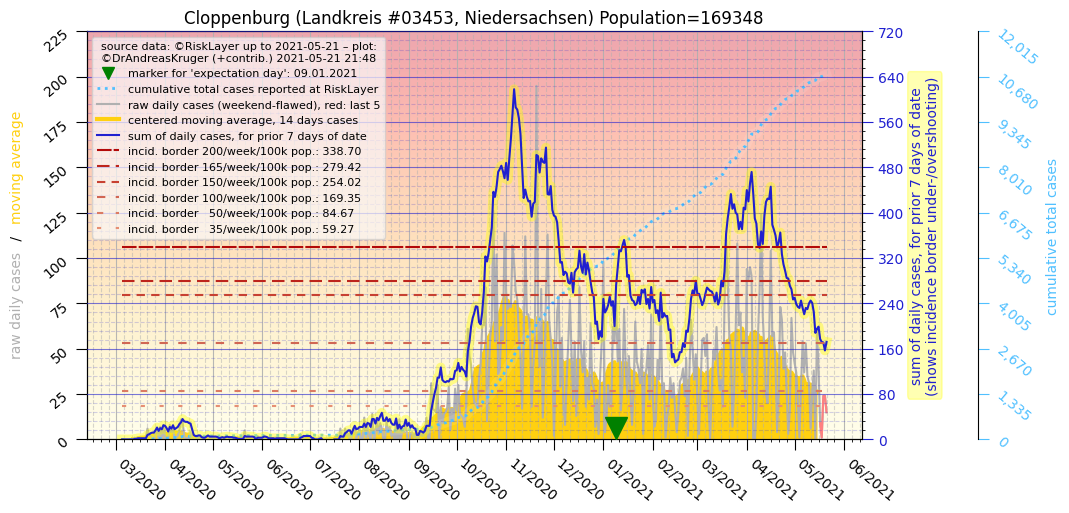 Cloppenburg (Landkreis #03453, Niedersachsen) Population=169348
source data: ©RiskLayer up to 2021-05-21 – plot:
©DrAndreasKruger (+contrib.) 2021-05-21 21:48
marker for 'expectation day': 09.01.2021
cumulative total cases reported at RiskLayer
raw daily cases (weekend-flawed), red: last 5
centered moving average, 14 days cases
sum of daily cases, for prior 7 days of date
incid. border 200/week/100k pop.: 338.70
incid. border 165/week/100k pop.: 279.42
incid. border 150/week/100k pop.: 254.02
incid. border 100/week/100k pop.: 169.35
incid. border 50/week/100k pop.: 84.67
incid. border 35/week/100k pop.: 59.27
raw daily cases / moving average
225
200
175
150
125
100
75
50
25
0
03/2020
04/2020
05/2020
06/2020
07/2020
08/2020
09/2020
10/2020
11/2020
12/2020
01/2021
02/2021
03/2021
04/2021
05/2021
06/2021
720
640
560
480
400
320
240
160
80
0
sum of daily cases, for prior 7 days of date
(shows incidence border under-/overshooting)
12,015
10,680
9,345
8,010
6,675
5,340
4,005
2,670
1,335
0
cumulative total cases